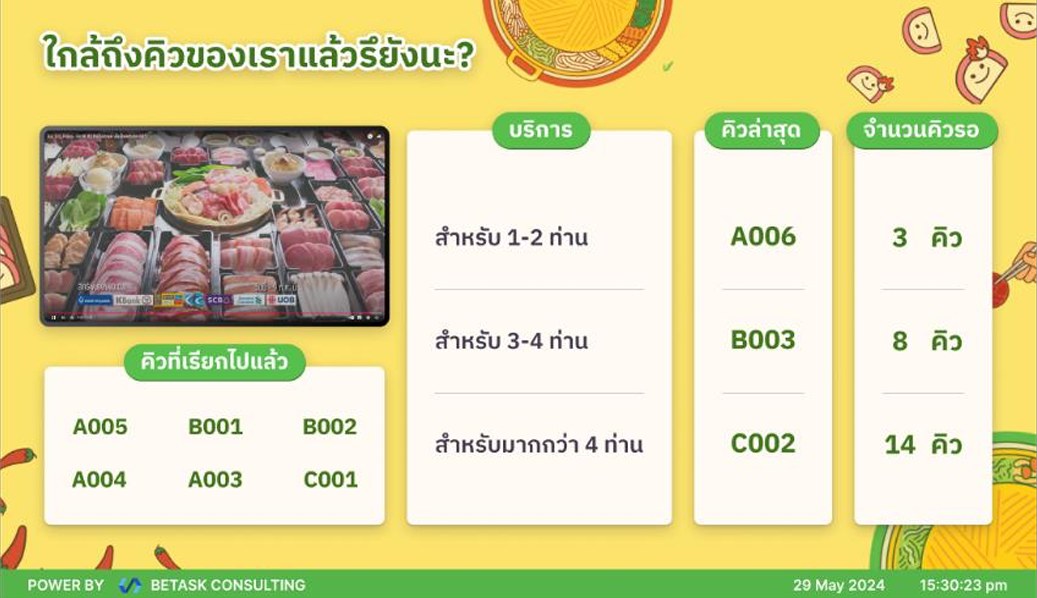 ใกล้ถึงคิวของเราแล้วรึยังนะ?
KBank
SCB
UOB
คิวที่เรียกไปแล้ว
A005 B001 B002
A004 A003 C001
บริการ คิวล่าสุด จำนวนคิวรอ
สำหรับ 1-2 ท่าน A006 3 คิว
สำหรับ 3-4 ท่าน B003 8 คิว
สำหรับมากกว่า 4 ท่าน C002 14 คิว
POWER BY BETASK CONSULTING 29 May 2024 15:30:23 pm